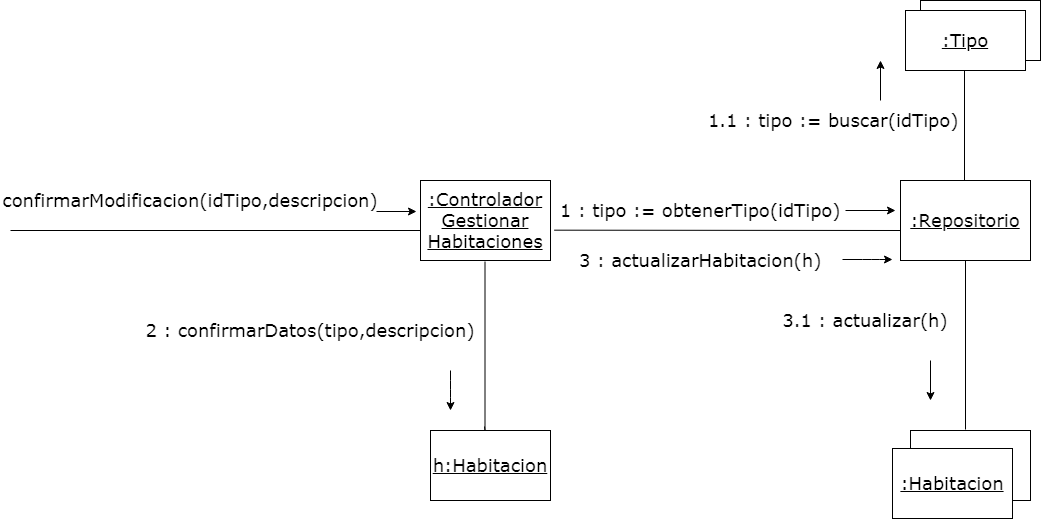 :Tipo
1.1 : tipo := buscar(idTipo)
confirmarModificacion(idTipo,descripcion)
:Controlador
Gestionar
Habitaciones
1 : tipo := obtenerTipo(idTipo)
:Repositorio
3 : actualizarHabitacion(h)
2 : confirmarDatos(tipo,descripcion)
3.1 : actualizar(h)
h:Habitacion
:Habitacion